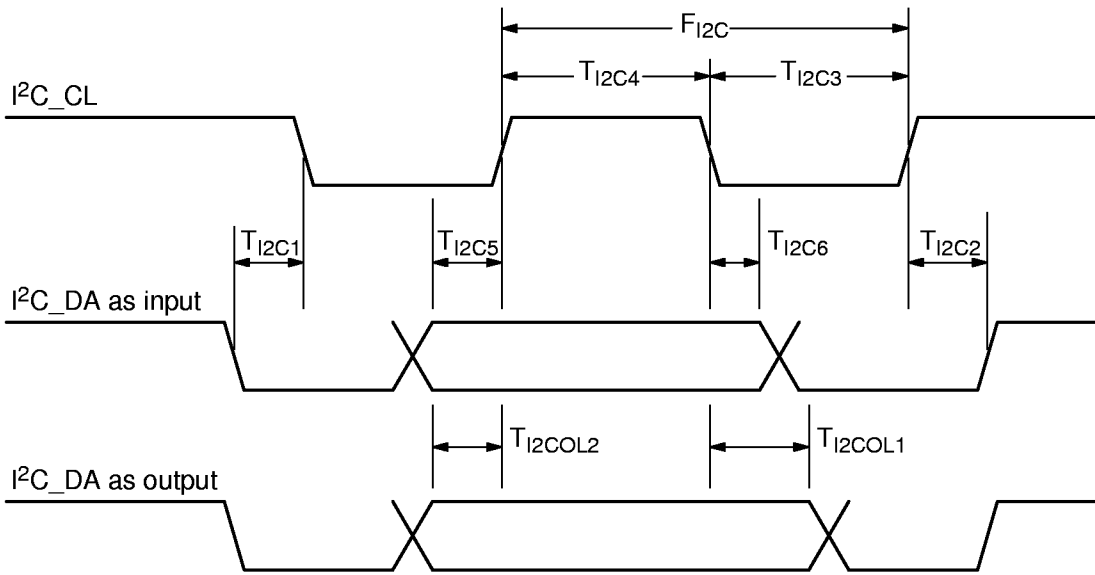 F_I2C
T_I2C4 T_I2C3
I²C_CL
T_I2C1 T_I2C5 T_I2C6 T_I2C2
I²C_DA as input
T_I2COL2 T_I2COL1
I²C_DA as output